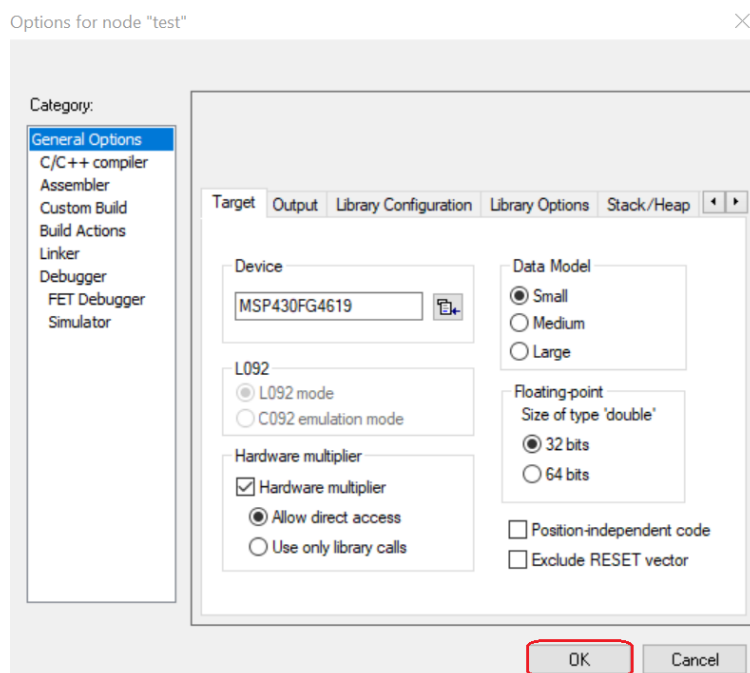 Options for node "test"
Category:
General Options
C/C++ compiler
Assembler
Custom Build
Build Actions
Linker
Debugger
FET Debugger
Simulator
Target Output Library Configuration Library Options Stack/Heap
Device
MSP430FG4619
L092
L092 mode
C092 emulation mode
Hardware multiplier
Hardware multiplier
Allow direct access
Use only library calls
Data Model
Small
Medium
Large
Floating-point
Size of type 'double'
32 bits
64 bits
Position-independent code
Exclude RESET vector
OK Cancel